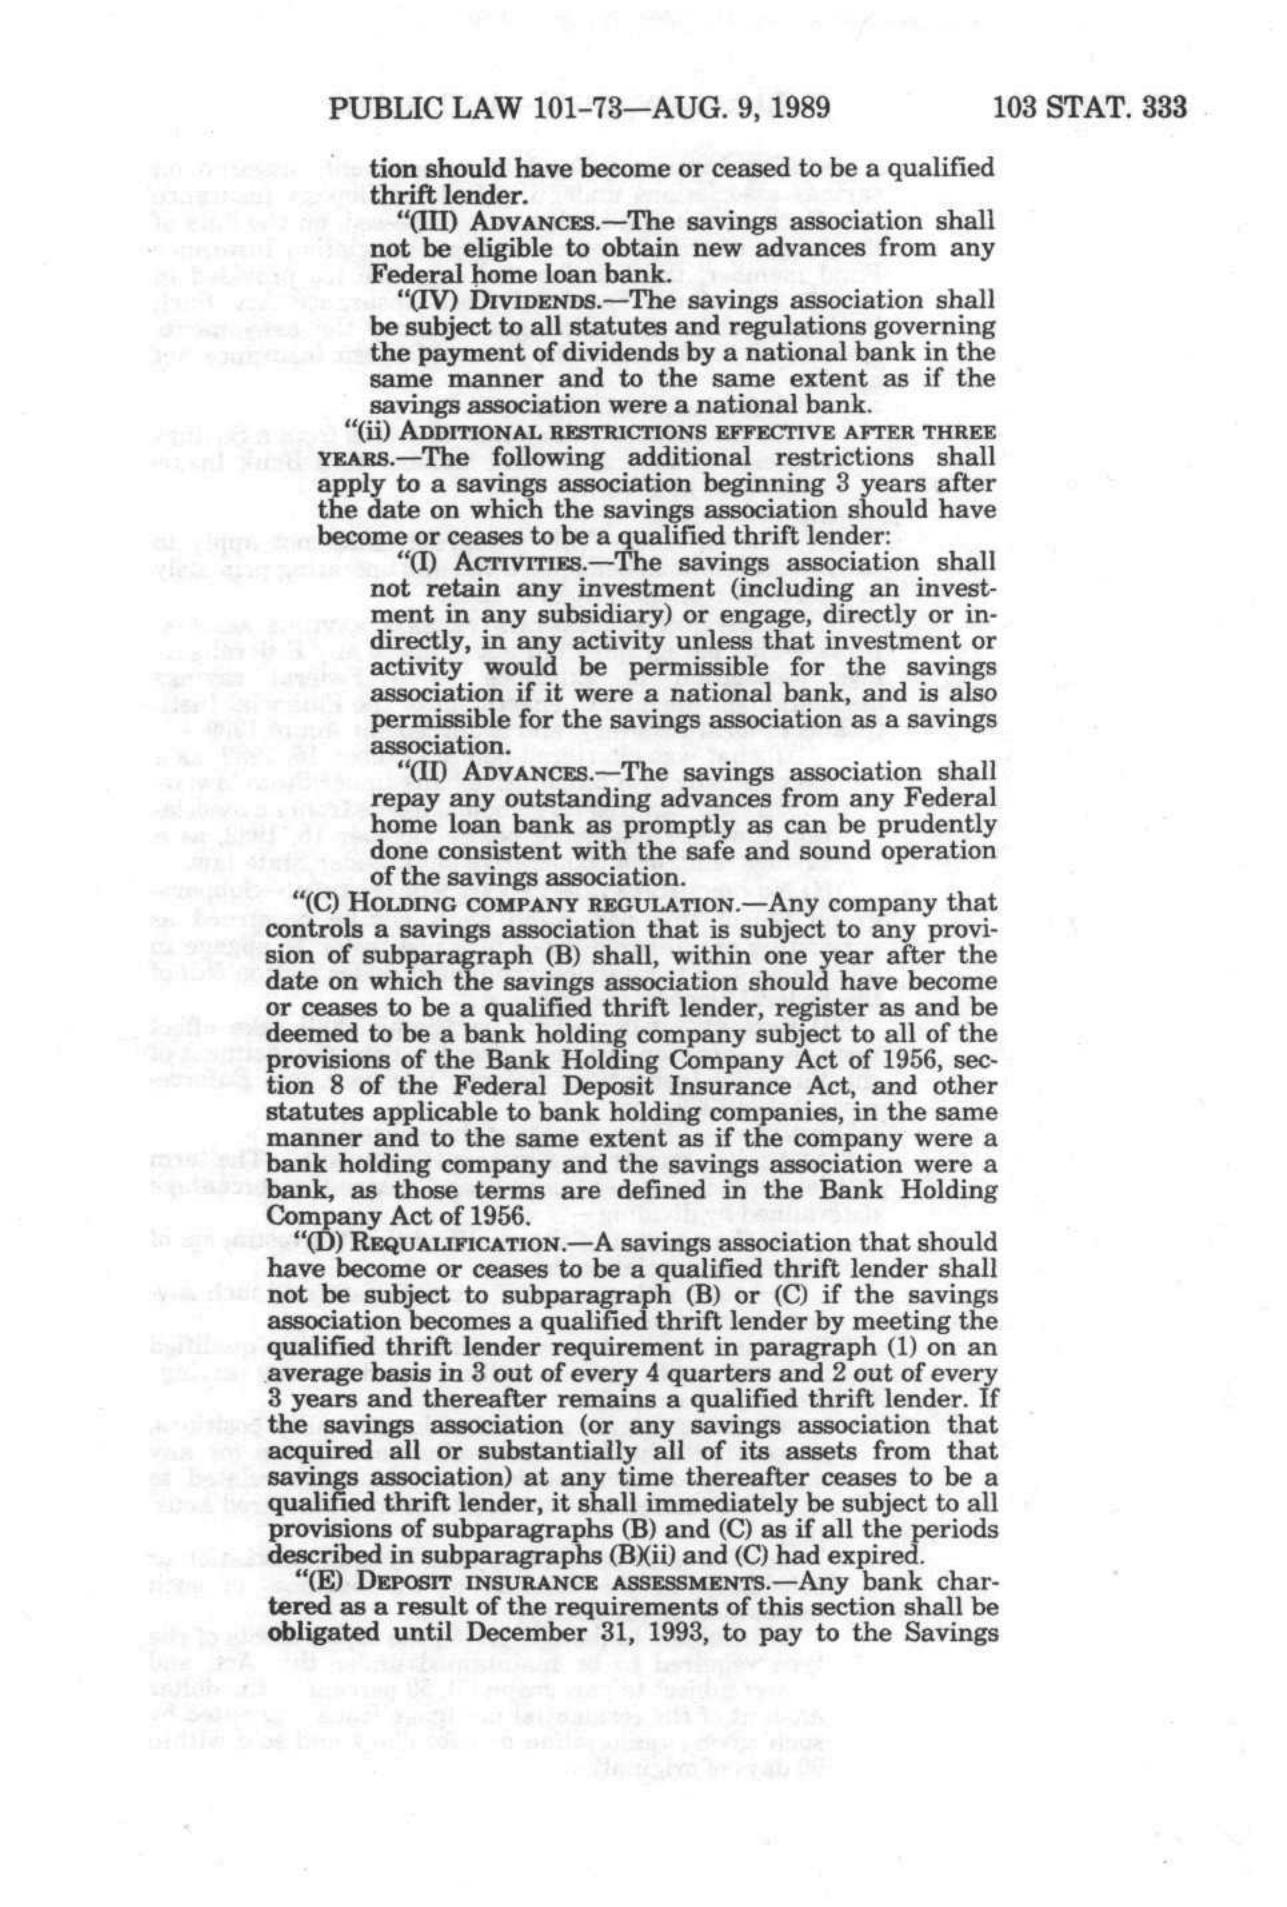 PUBLIC LAW 101-73—AUG. 9, 1989 103 STAT. 333
tion should have become or ceased to be a qualified
thrift lender.
“(III) ADVANCES.—The savings association shall
not be eligible to obtain new advances from any
Federal home loan bank.
“(IV) DIVIDENDS.—The savings association shall
be subject to all statutes and regulations governing
the payment of dividends by a national bank in the
same manner and to the same extent as if the
savings association were a national bank.
“(ii) ADDITIONAL RESTRICTIONS EFFECTIVE AFTER THREE
YEARS.—The following additional restrictions shall
apply to a savings association beginning 3 years after
the date on which the savings association should have
become or ceases to be a qualified thrift lender:
“(I) ACTIVITIES.—The savings association shall
not retain any investment (including an invest-
ment in any subsidiary) or engage, directly or in-
directly, in any activity unless that investment or
activity would be permissible for the savings
association if it were a national bank, and is also
permissible for the savings association as a savings
association.
“(II) ADVANCES.—The savings association shall
repay any outstanding advances from any Federal
home loan bank as promptly as can be prudently
done consistent with the safe and sound operation
of the savings association.
“(C) HOLDING COMPANY REGULATION.—Any company that
controls a savings association that is subject to any provi-
sion of subparagraph (B) shall, within one year after the
date on which the savings association should have become
or ceases to be a qualified thrift lender, register as and be
deemed to be a bank holding company subject to all of the
provisions of the Bank Holding Company Act of 1956, sec-
tion 8 of the Federal Deposit Insurance Act, and other
statutes applicable to bank holding companies, in the same
manner and to the same extent as if the company were a
bank holding company and the savings association were a
bank, as those terms are defined in the Bank Holding
Company Act of 1956.
“(D) REQUALIFICATION.—A savings association that should
have become or ceases to be a qualified thrift lender shall
not be subject to subparagraph (B) or (C) if the savings
association becomes a qualified thrift lender by meeting the
qualified thrift lender requirement in paragraph (1) on an
average basis in 3 out of every 4 quarters and 2 out of every
3 years and thereafter remains a qualified thrift lender. If
the savings association (or any savings association that
acquired all or substantially all of its assets from that
savings association) at any time thereafter ceases to be a
qualified thrift lender, it shall immediately be subject to all
provisions of subparagraphs (B) and (C) as if all the periods
described in subparagraphs (B)(ii) and (C) had expired.
“(E) DEPOSIT INSURANCE ASSESSMENTS.—Any bank char-
tered as a result of the requirements of this section shall be
obligated until December 31, 1993, to pay to the Savings